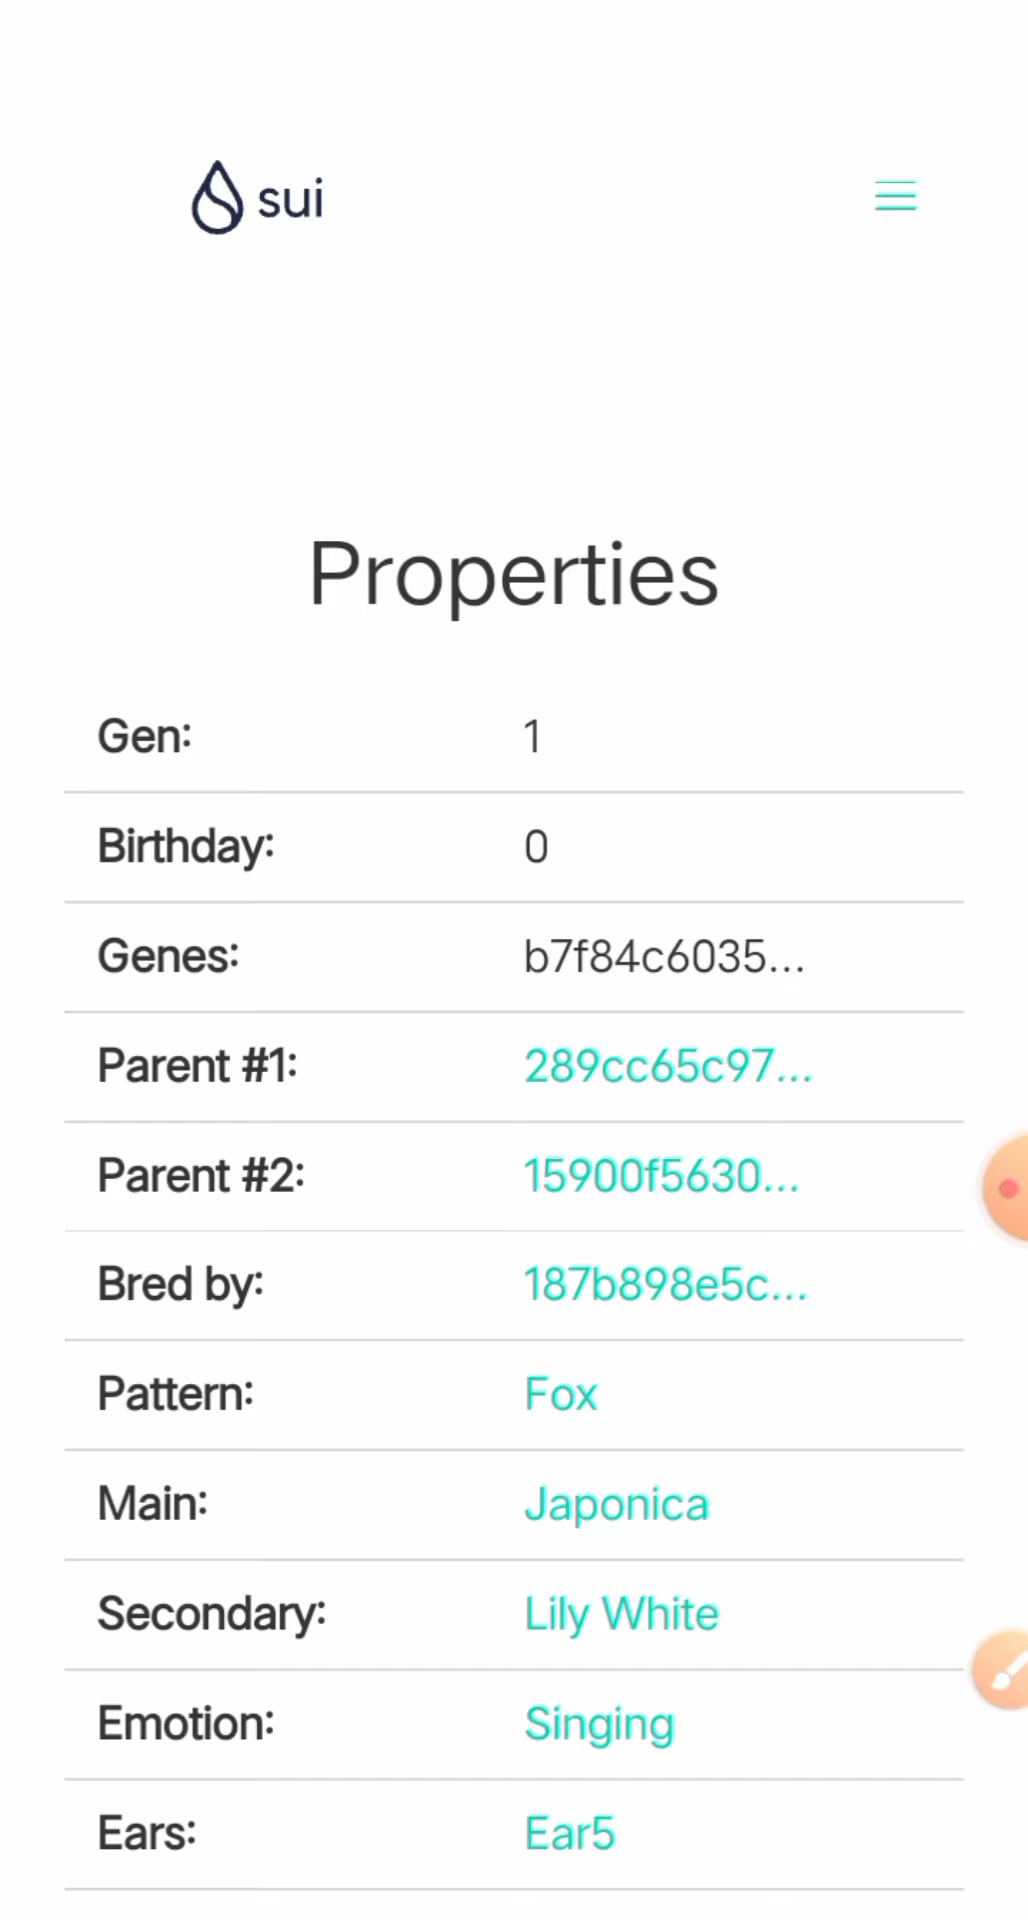 sui
Properties
Gen: 1
Birthday: 0
Genes: b7f84c6035...
Parent #1: 289cc65c97...
Parent #2: 15900f5630...
Bred by: 187b898e5c...
Pattern: Fox
Main: Japonica
Secondary: Lily White
Emotion: Singing
Ears: Ear5